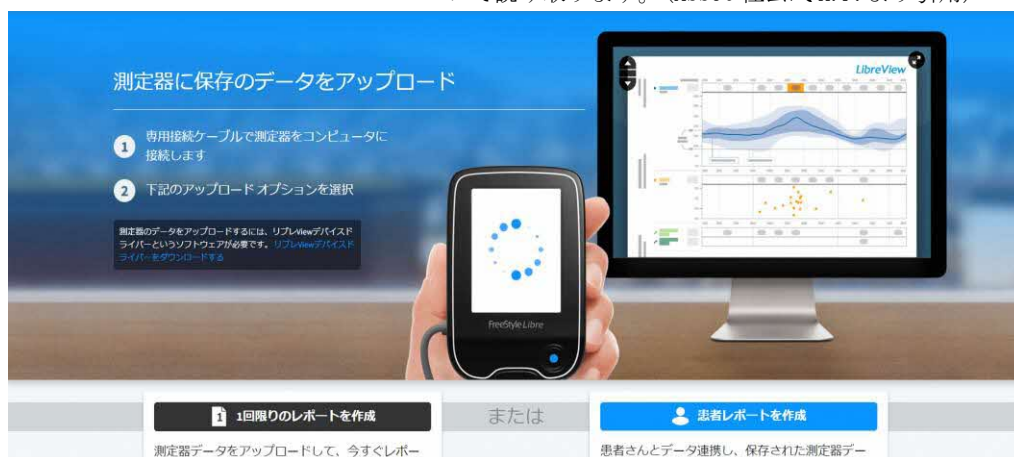 測定器に保存のデータをアップロード
1 専用接続ケーブルで測定器をコンピュータに
接続します
2 下記のアップロード オプションを選択
測定器のデータをアップロードするには、リブレViewデバイスド
ライバーというソフトウェアが必要です。リブレViewデバイスド
ライバーをダウンロードする
LibreView
FreeStyle Libre
1 1回限りのレポートを作成
または
患者レポートを作成
測定器データをアップロードして、今すぐレポー
患者さんとデータ連携し、保存された測定器デー